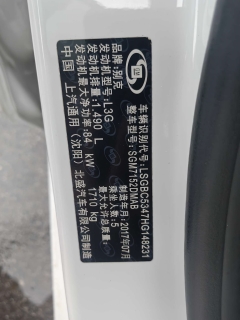 品牌：别克
车辆识别代号：LSGBC5347HG148231
发动机型号：L3G
整车型号：SGM7152DMAB
发动机排量：1.490 L
制造年月：2017年07月
发动机最大净功率：84 kW
乘坐人数：5
最大允许总质量：1710 kg
中国 上汽通用（沈阳）北盛汽车有限公司